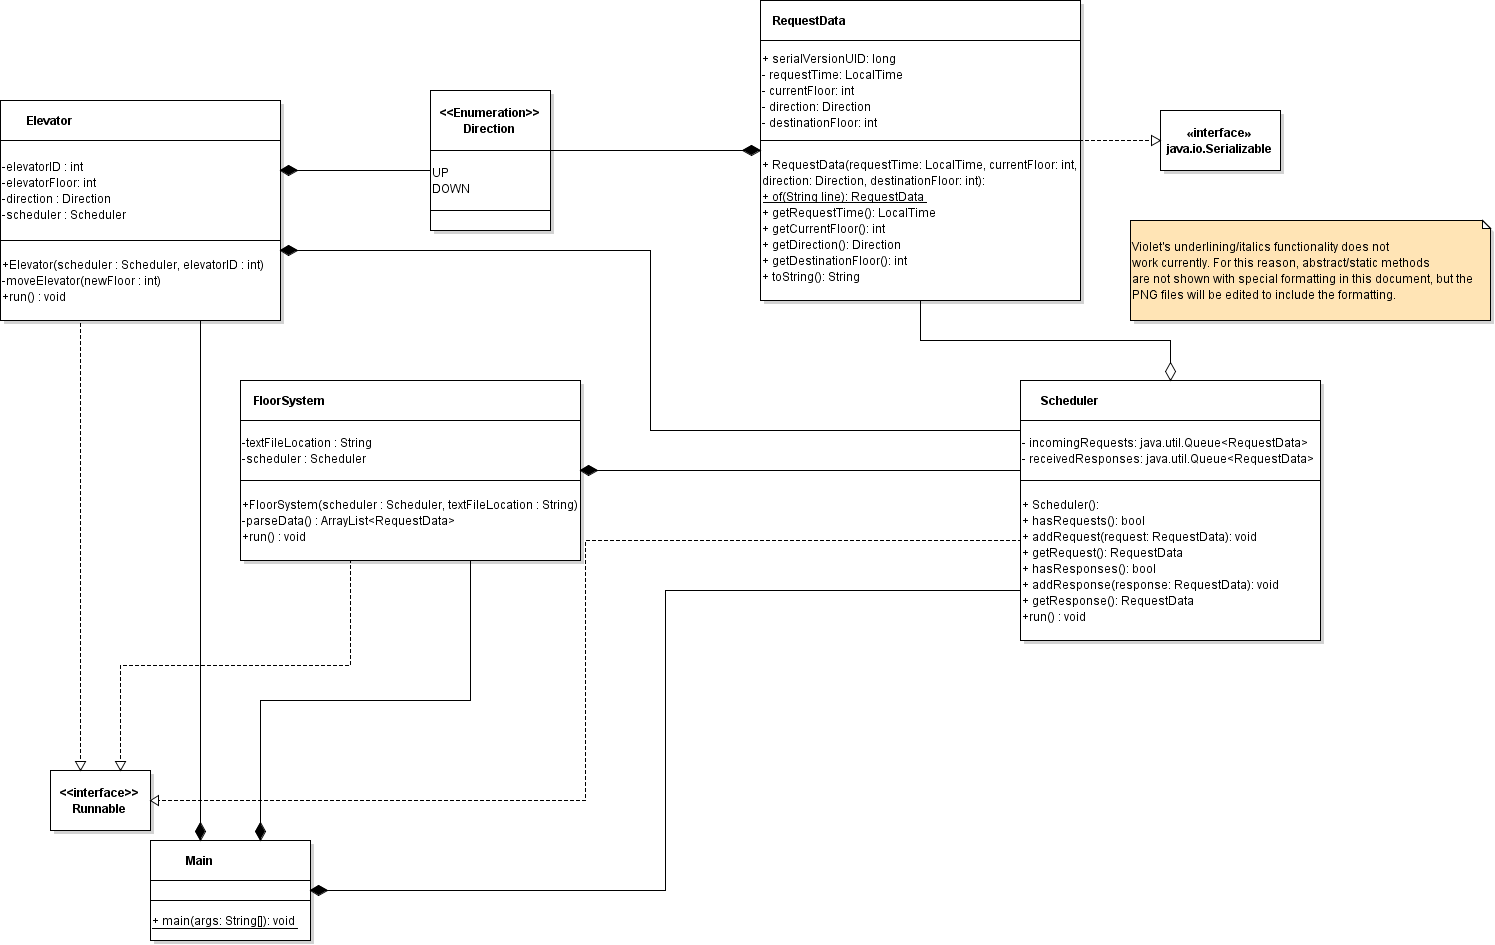 RequestData
+ serialVersionUID: long
- requestTime: LocalTime
- currentFloor: int
- direction: Direction
- destinationFloor: int
+ RequestData(requestTime: LocalTime, currentFloor: int,
direction: Direction, destinationFloor: int):
+ of(String line): RequestData
+ getRequestTime(): LocalTime
+ getCurrentFloor(): int
+ getDirection(): Direction
+ getDestinationFloor(): int
+ toString(): String
<<Enumeration>>
Direction
UP
DOWN
Elevator
-elevatorID : int
-elevatorFloor: int
-direction : Direction
-scheduler : Scheduler
+Elevator(scheduler : Scheduler, elevatorID : int)
-moveElevator(newFloor : int)
+run() : void
«interface»
java.io.Serializable
Violet's underlining/italics functionality does not
work currently. For this reason, abstract/static methods
are not shown with special formatting in this document, but the
PNG files will be edited to include the formatting.
FloorSystem
-textFileLocation : String
-scheduler : Scheduler
+FloorSystem(scheduler : Scheduler, textFileLocation : String)
-parseData() : ArrayList<RequestData>
+run() : void
Scheduler
- incomingRequests: java.util.Queue<RequestData>
- receivedResponses: java.util.Queue<RequestData>
+ Scheduler():
+ hasRequests(): bool
+ addRequest(request: RequestData): void
+ getRequest(): RequestData
+ hasResponses(): bool
+ addResponse(response: RequestData): void
+ getResponse(): RequestData
+run() : void
<<interface>>
Runnable
Main
+ main(args: String[]): void